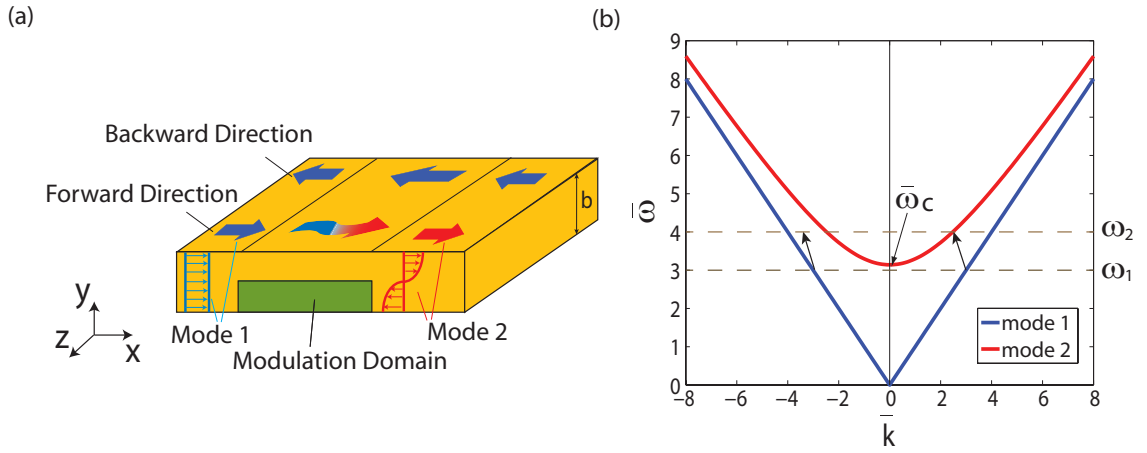 (a)
Backward Direction
Forward Direction
b
y
z
x
Mode 1
Mode 2
Modulation Domain
(b)
9
8
7
6
5
4
3
2
1
0
−8
−6
−4
−2
0
2
4
6
8
ω̄
k̄
ω̄c
ω₂
ω₁
mode 1
mode 2